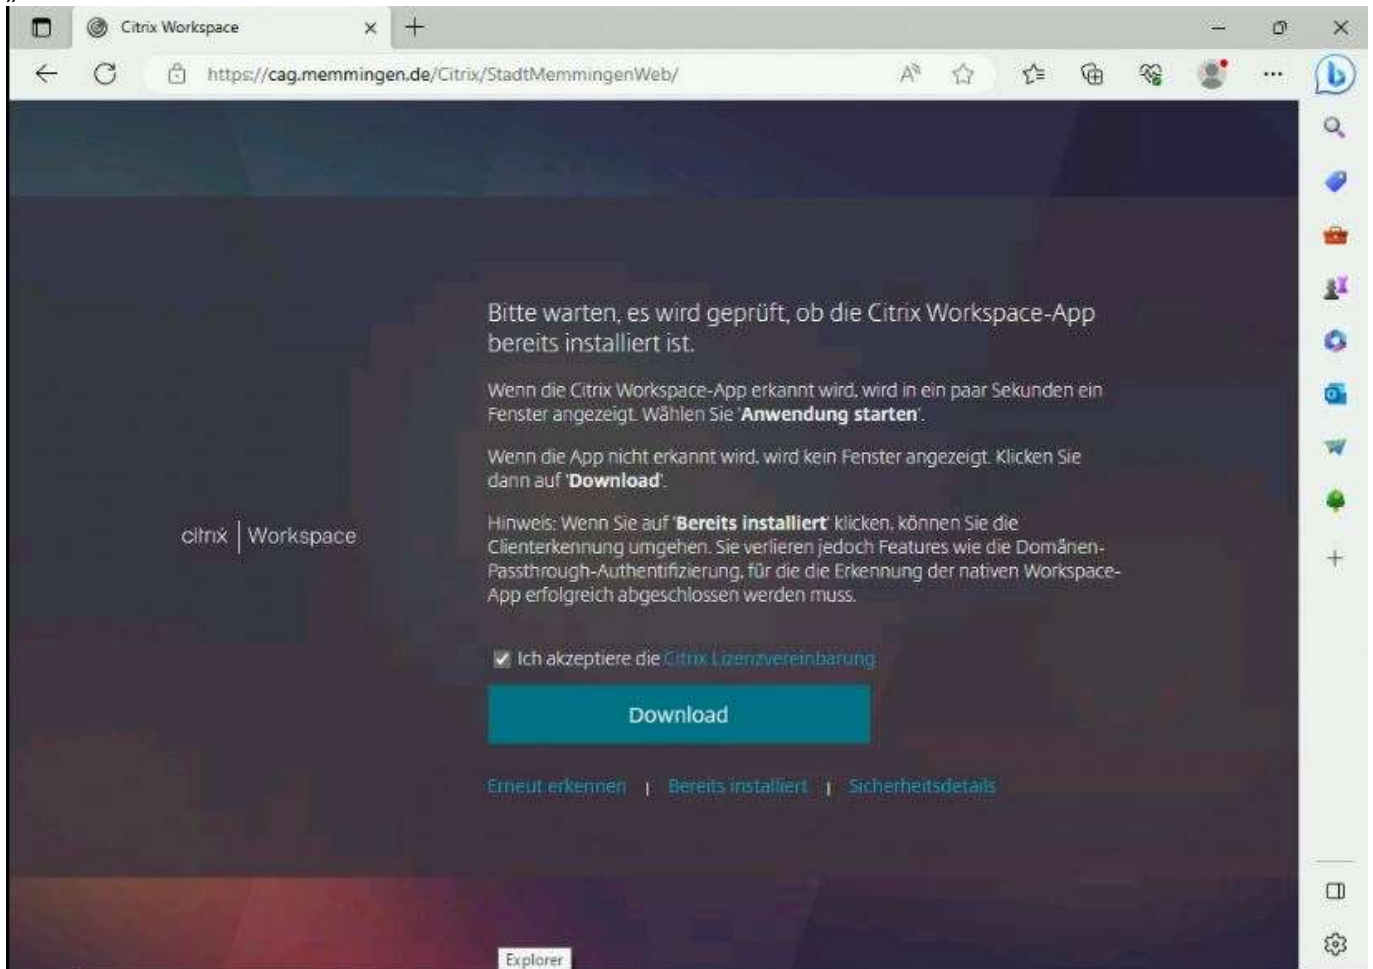 Citrix Workspace
https://cag.memmingen.de/Citrix/StadtMemmingenWeb/
Bitte warten, es wird geprüft, ob die Citrix Workspace-App
bereits installiert ist.
Wenn die Citrix Workspace-App erkannt wird, wird in ein paar Sekunden ein
Fenster angezeigt. Wählen Sie 'Anwendung starten'.
Wenn die App nicht erkannt wird, wird kein Fenster angezeigt. Klicken Sie
dann auf 'Download'.
citrix | Workspace
Hinweis: Wenn Sie auf 'Bereits installiert' klicken, können Sie die
Clienterkennung umgehen. Sie verlieren jedoch Features wie die Domänen-
Passthrough-Authentifizierung, für die die Erkennung der nativen Workspace-
App erfolgreich abgeschlossen werden muss.
Ich akzeptiere die Citrix Lizenzvereinbarung
Download
Erneut erkennen | Bereits installiert | Sicherheitsdetails
Explorer